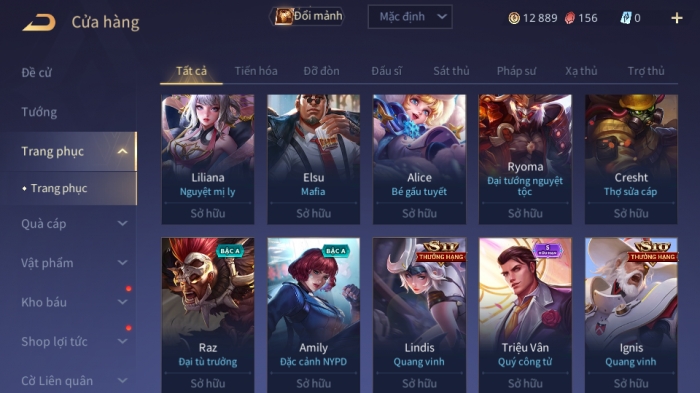 Cửa hàng
Đổi mảnh
Mặc định
12 889
156
0
Đề cử
Tướng
Trang phục
Trang phục
Quà cáp
Vật phẩm
Kho báu
Shop lợi tức
Cờ Liên quân
Tất cả
Tiến hóa
Đỡ đòn
Đấu sĩ
Sát thủ
Pháp sư
Xạ thủ
Trợ thủ
Liliana
Nguyệt mị ly
Sở hữu
Elsu
Mafia
Sở hữu
Alice
Bé gấu tuyết
Sở hữu
Ryoma
Đại tướng nguyệt
tộc
Sở hữu
Cresht
Thợ sửa cáp
Sở hữu
BẬC A
Raz
Đại tù trưởng
Sở hữu
BẬC A
Amily
Đặc cảnh NYPD
Sở hữu
THƯỞNG HẠNG
Lindis
Quang vinh
Sở hữu
Triệu Vân
Quý công tử
Sở hữu
S10
THƯỞNG HẠNG
Ignis
Quang vinh
Sở hữu